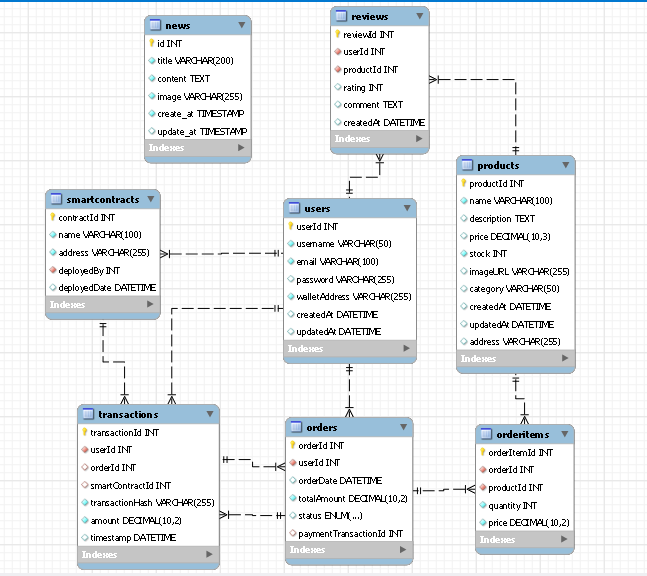 news
id INT
title VARCHAR(200)
content TEXT
image VARCHAR(255)
create_at TIMESTAMP
update_at TIMESTAMP
Indexes
reviews
reviewId INT
userId INT
productId INT
rating INT
comment TEXT
createdAt DATETIME
Indexes
products
productId INT
name VARCHAR(100)
description TEXT
price DECIMAL(10,3)
stock INT
imageURL VARCHAR(255)
category VARCHAR(50)
createdAt DATETIME
updatedAt DATETIME
address VARCHAR(255)
Indexes
smartcontracts
contractId INT
name VARCHAR(100)
address VARCHAR(255)
deployedBy INT
deployedDate DATETIME
Indexes
users
userId INT
username VARCHAR(50)
email VARCHAR(100)
password VARCHAR(255)
walletAddress VARCHAR(255)
createdAt DATETIME
updatedAt DATETIME
Indexes
transactions
transactionId INT
userId INT
orderId INT
smartContractId INT
transactionHash VARCHAR(255)
amount DECIMAL(10,2)
timestamp DATETIME
Indexes
orders
orderId INT
userId INT
orderDate DATETIME
totalAmount DECIMAL(10,2)
status ENUM(...)
paymentTransactionId INT
Indexes
orderitems
orderItemId INT
orderId INT
productId INT
quantity INT
price DECIMAL(10,2)
Indexes